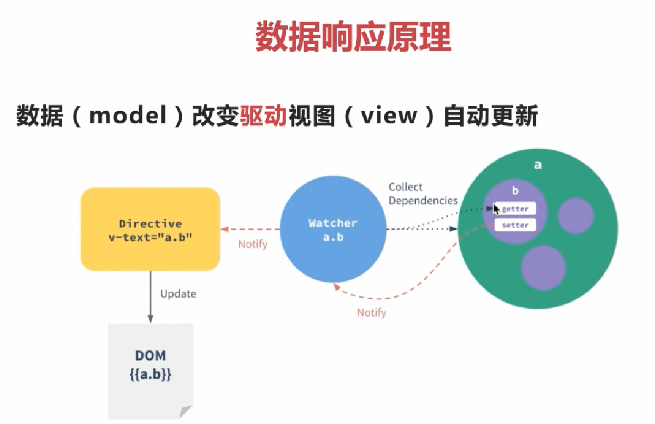 数据响应原理
数据（model）改变驱动视图（view）自动更新
a
b
getter
setter
Collect
Dependencies
Watcher
a.b
Directive
v-text="a.b"
Notify
Notify
Update
DOM
{{a.b}}